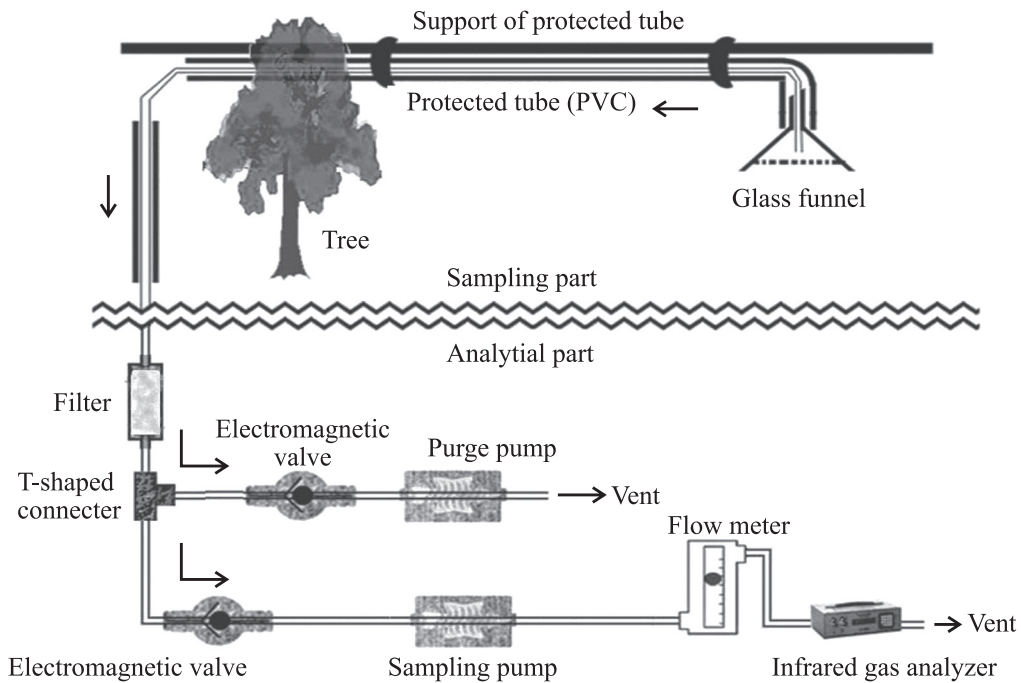 Support of protected tube
Protected tube (PVC)
Glass funnel
Tree
Sampling part
Analytial part
Filter
Electromagnetic
valve
Purge pump
T-shaped
connecter
Vent
Flow meter
Vent
Electromagnetic valve
Sampling pump
Infrared gas analyzer